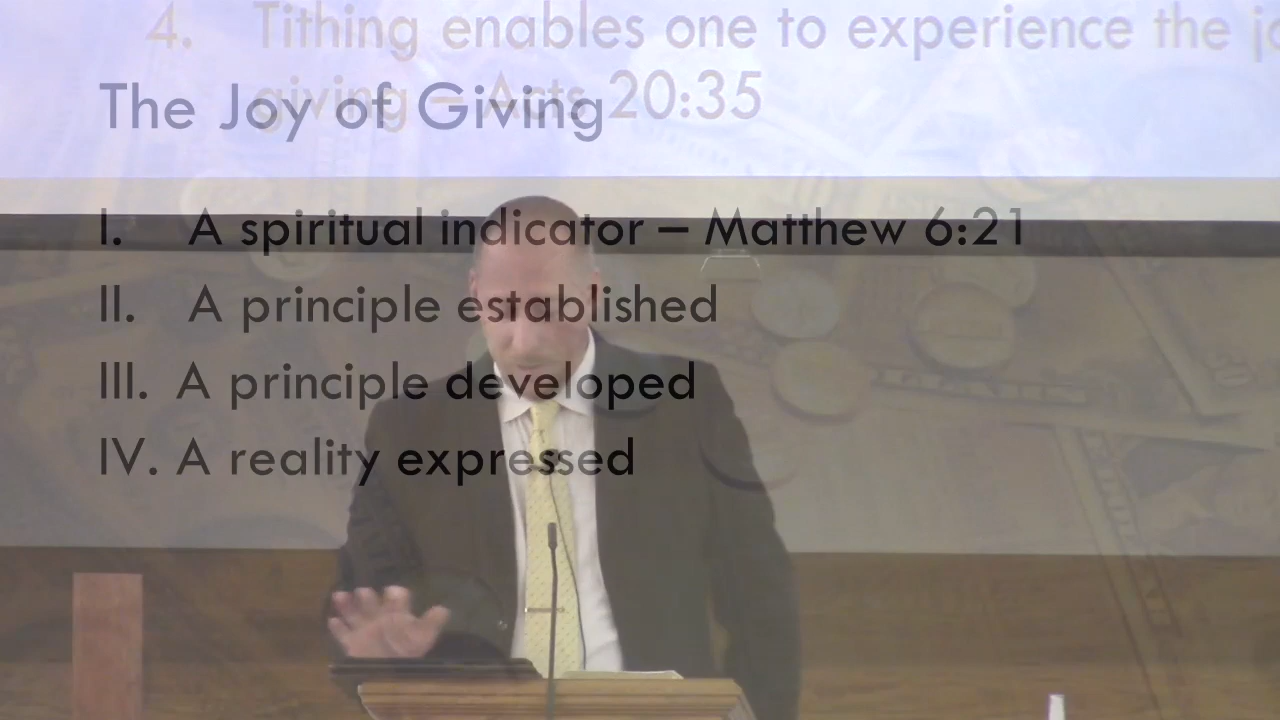 4. Tithing enables one to experience the
giving – Acts 20:35
The Joy of Giving
I. A spiritual indicator – Matthew 6:21
II. A principle established
III. A principle developed
IV. A reality expressed